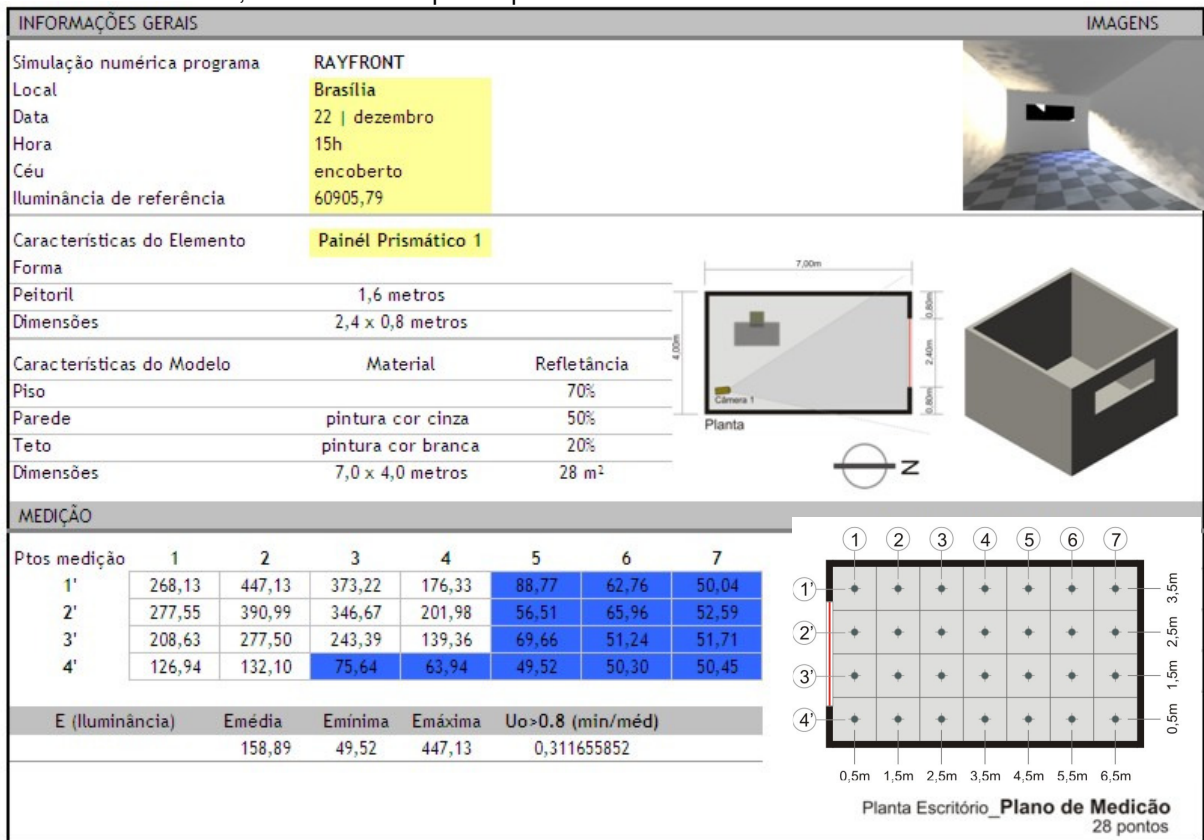 INFORMAÇÕES GERAIS IMAGENS
Simulação numérica programa RAYFRONT
Local Brasília
Data 22 | dezembro
Hora 15h
Céu encoberto
Iluminância de referência 60905,79
Características do Elemento Painél Prismático 1
Forma
Peitoril 1,6 metros
Dimensões 2,4 x 0,8 metros
Características do Modelo Material Refletância
Piso 70%
Parede pintura cor cinza 50%
Teto pintura cor branca 20%
Dimensões 7,0 x 4,0 metros 28 m²
7,00m
4,00m
0,80m
2,40m
0,80m
Câmera 1
Planta
N
MEDIÇÃO
Ptos medição 1 2 3 4 5 6 7
1' 268,13 447,13 373,22 176,33 88,77 62,76 50,04
2' 277,55 390,99 346,67 201,98 56,51 65,96 52,59
3' 208,63 277,50 243,39 139,36 69,66 51,24 51,71
4' 126,94 132,10 75,64 63,94 49,52 50,30 50,45
E (Iluminância) Emédia Emínima Emáxima Uo>0.8 (min/méd)
158,89 49,52 447,13 0,311655852
1 2 3 4 5 6 7
1' 3,5m
2' 2,5m
3' 1,5m
4' 0,5m
0,5m 1,5m 2,5m 3,5m 4,5m 5,5m 6,5m
Planta Escritório_Plano de Medicão
28 pontos